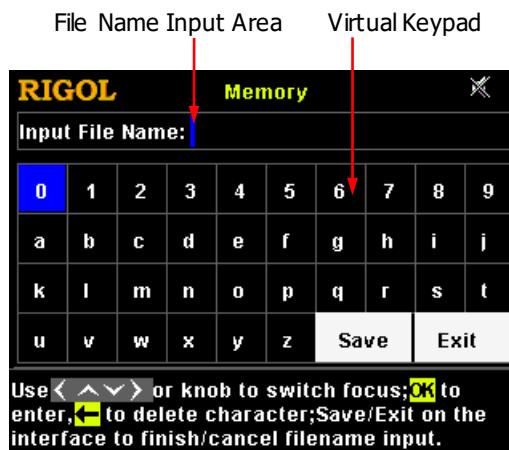 File Name Input Area Virtual Keypad
RIGOL Memory
Input File Name:
0 1 2 3 4 5 6 7 8 9
a b c d e f g h i j
k l m n o p q r s t
u v w x y z Save Exit
Use < ∧ ∨ > or knob to switch focus;OK to
enter,← to delete character;Save/Exit on the
interface to finish/cancel filename input.